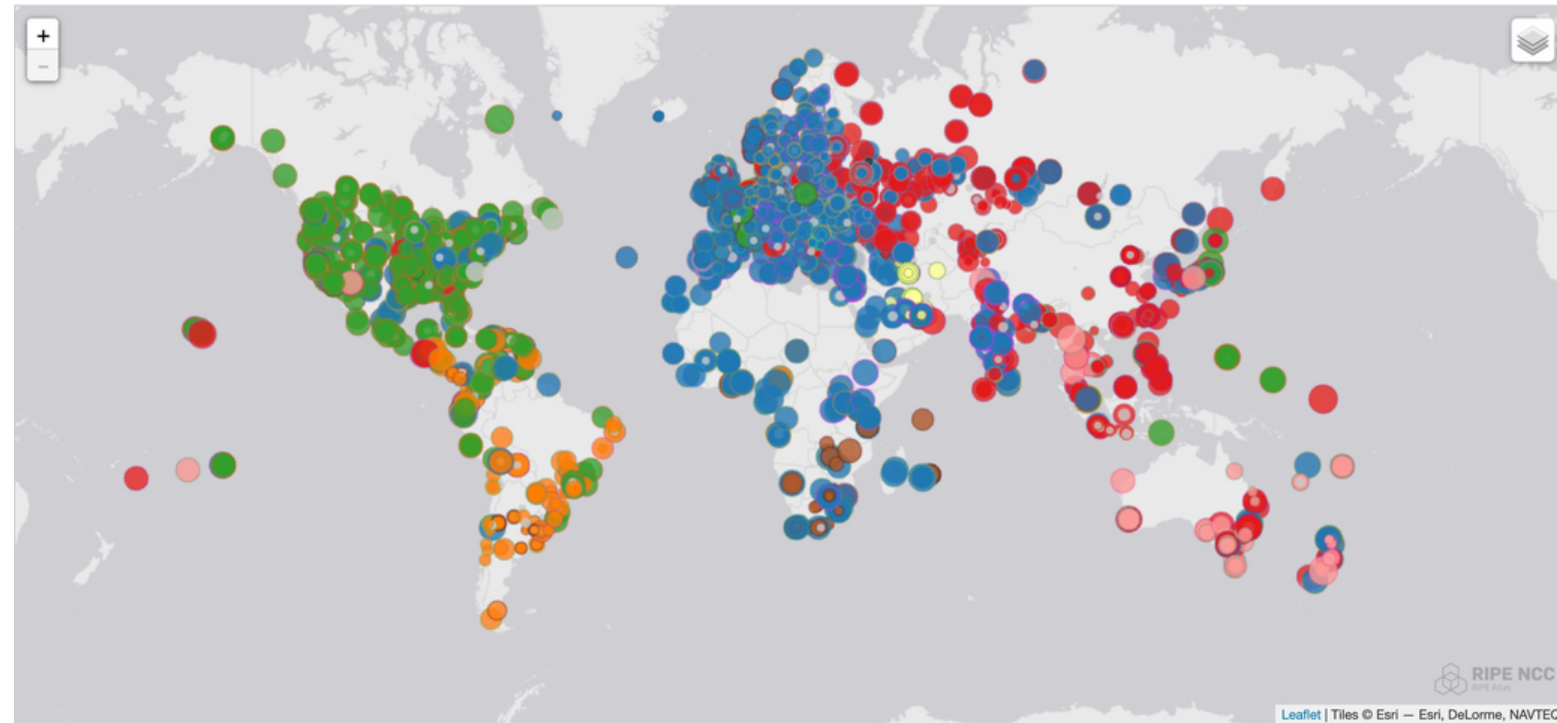 +
−
RIPE NCC
RIPE Atlas
Leaflet | Tiles © Esri — Esri, DeLorme, NAVTEQ